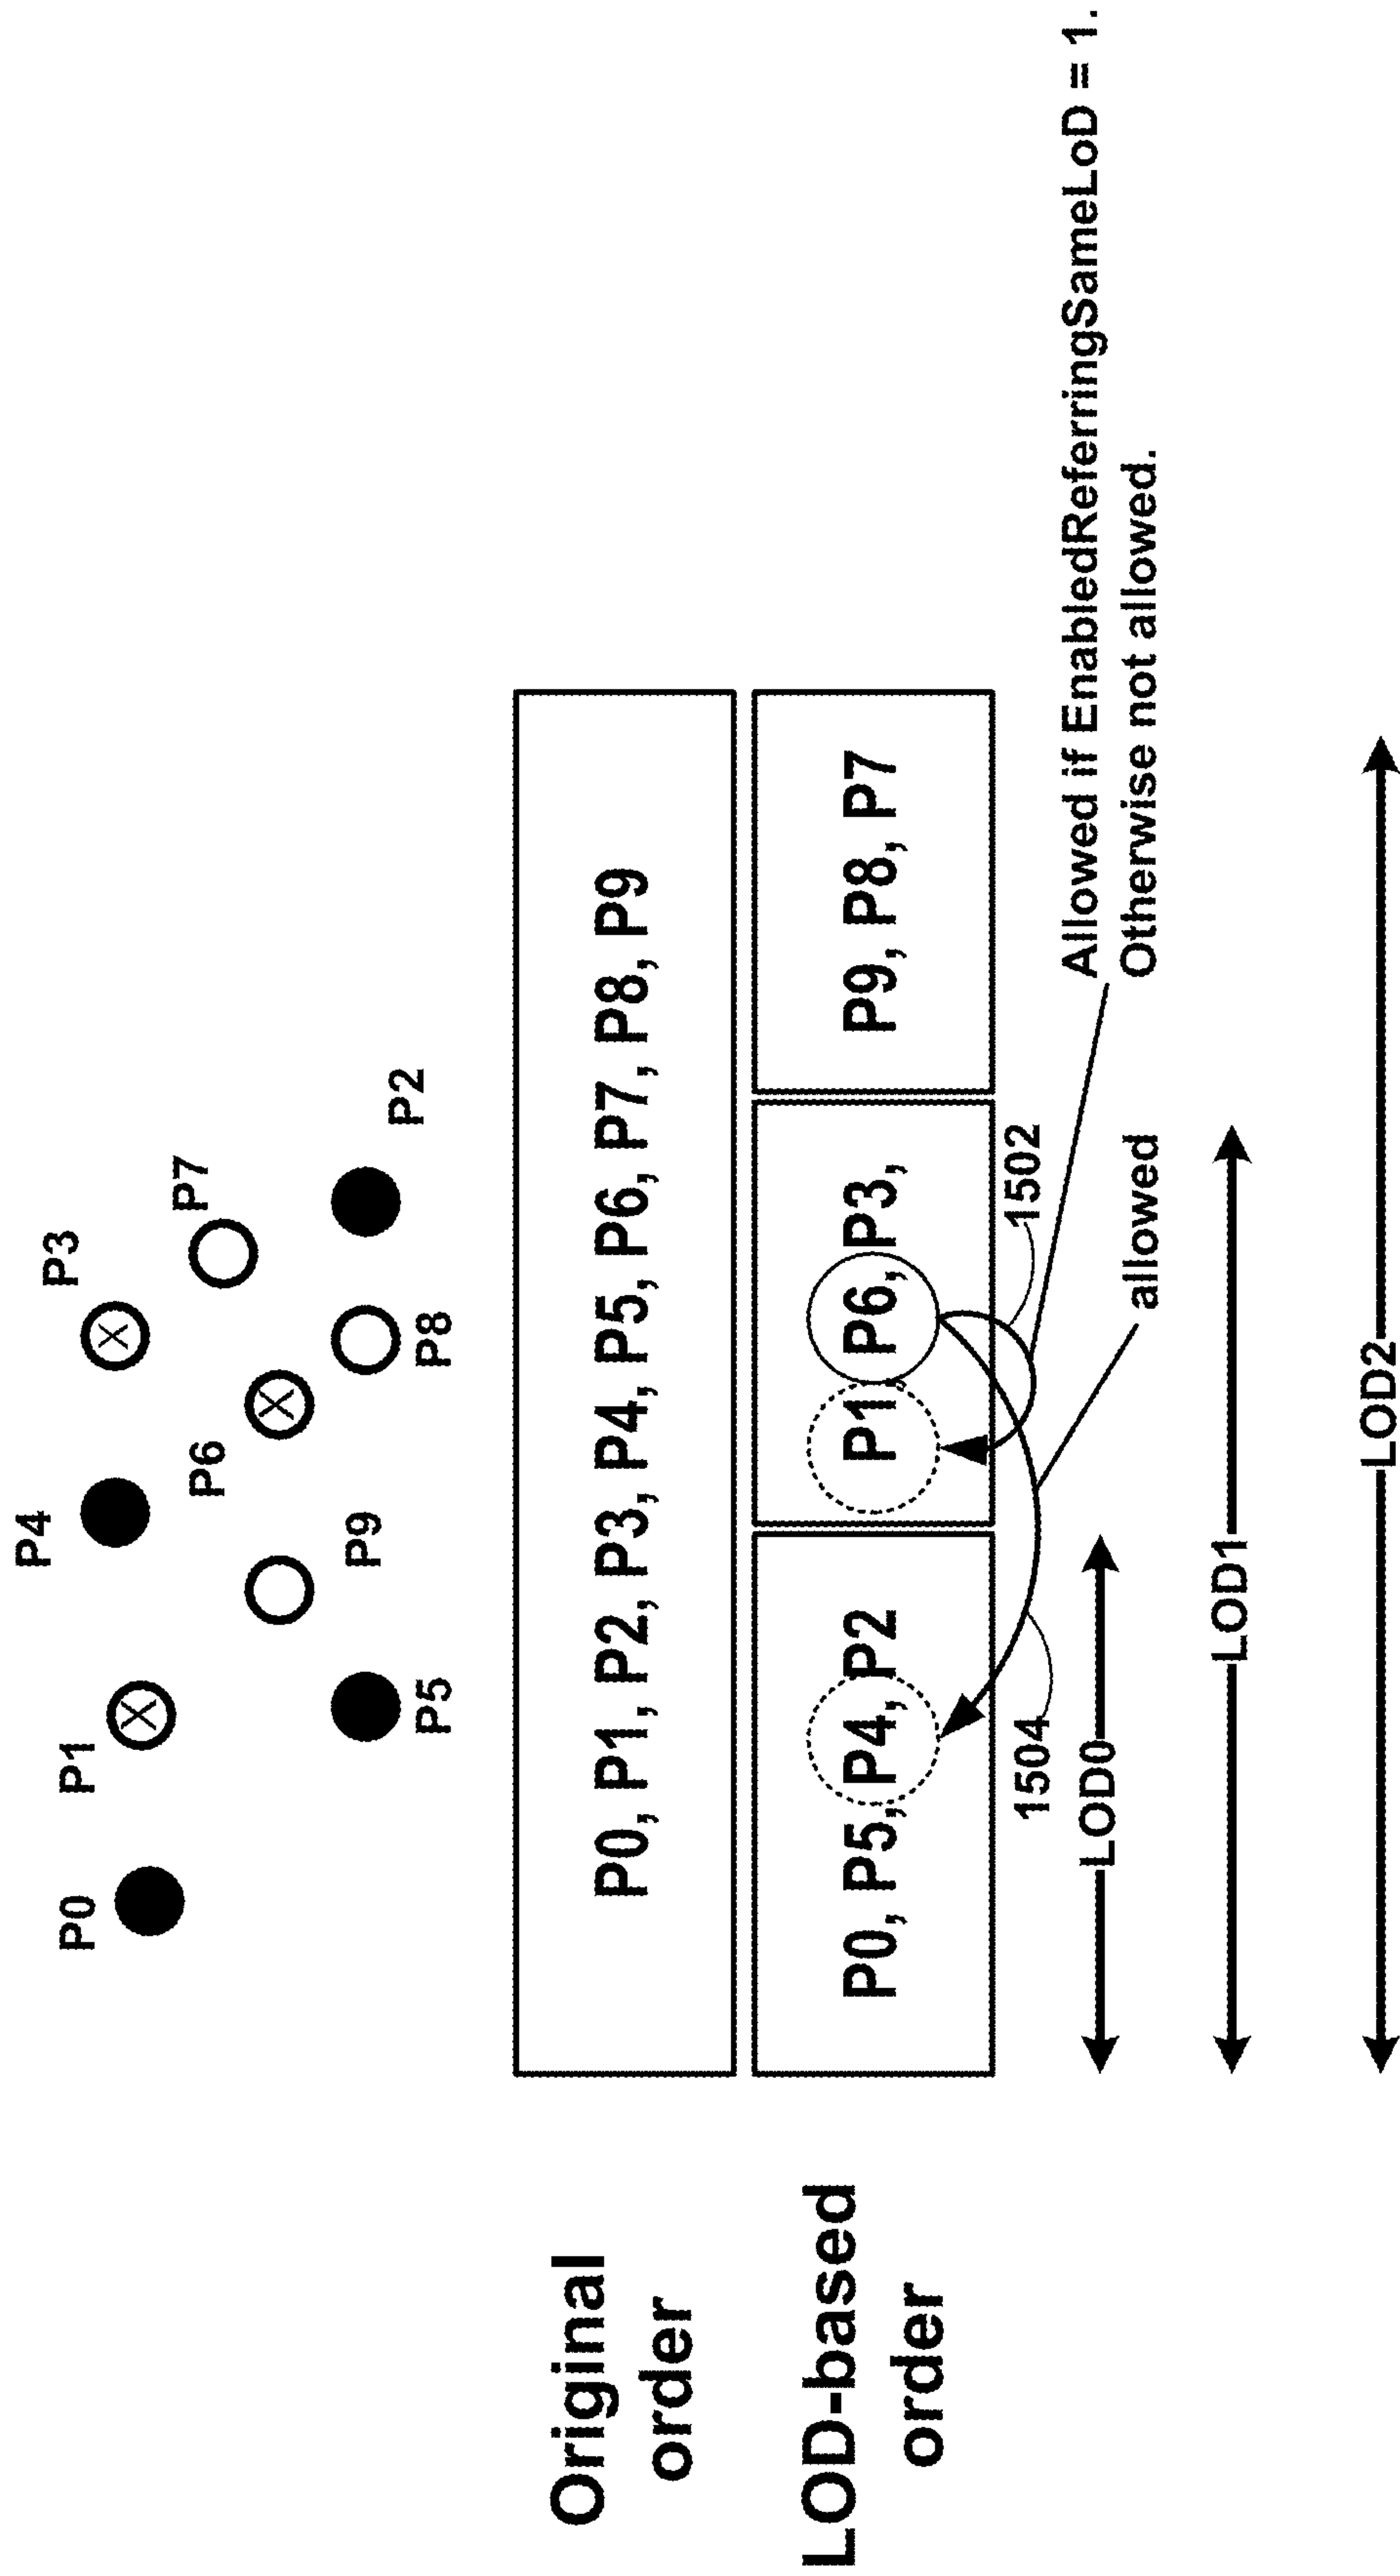 P0
P1
P4
P3
P5
P9
P6
P8
P7
P2
Original
order
P0, P1, P2, P3, P4, P5, P6, P7, P8, P9
LOD-based
order
P0, P5, P4, P2
P1 P6, P3,
P9, P8, P7
1504
1502
LOD0
allowed
Allowed if EnabledReferringSameLoD = 1.
Otherwise not allowed.
LOD1
LOD2